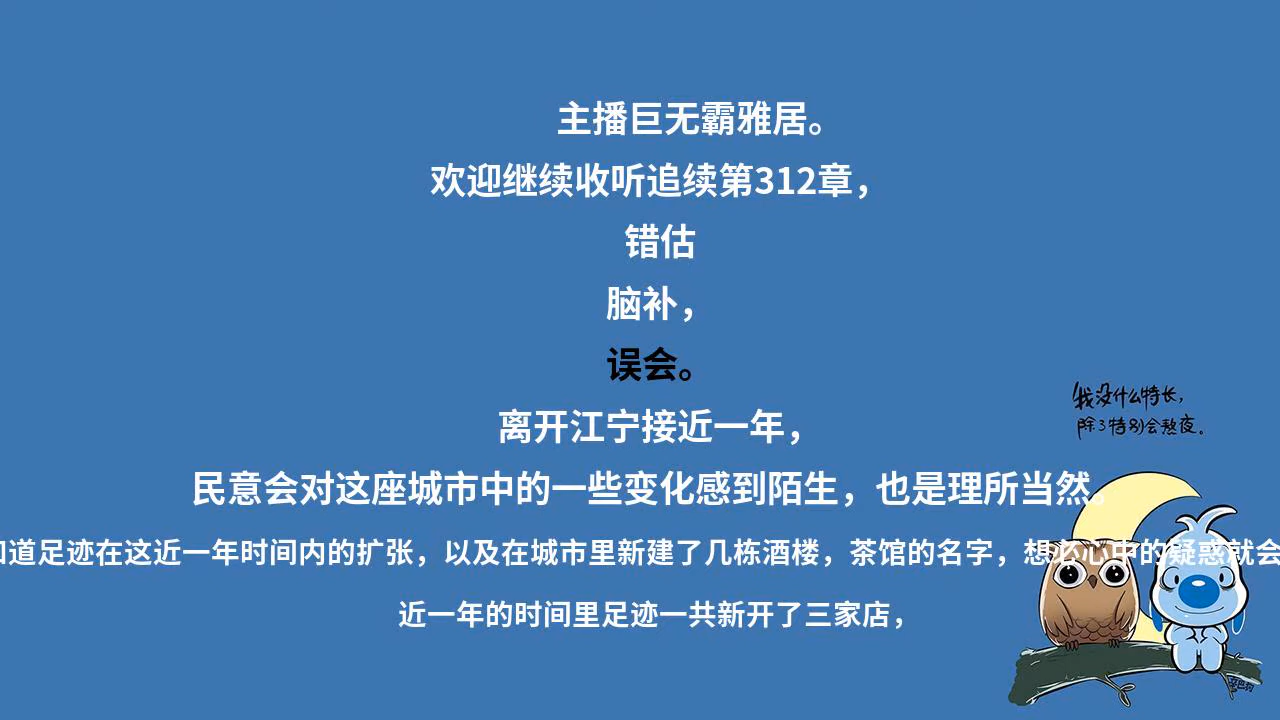 主播巨无霸雅居。
欢迎继续收听追续第312章，
错估
脑补，
误会。
离开江宁接近一年，
民意会对这座城市中的一些变化感到陌生，也是理所当然。
知道足迹在这近一年时间内的扩张，以及在城市里新建了几栋酒楼，茶馆的名字，想必心中的疑惑就会
近一年的时间里足迹一共新开了三家店，
我没什么特长，
除了特别会熬夜。